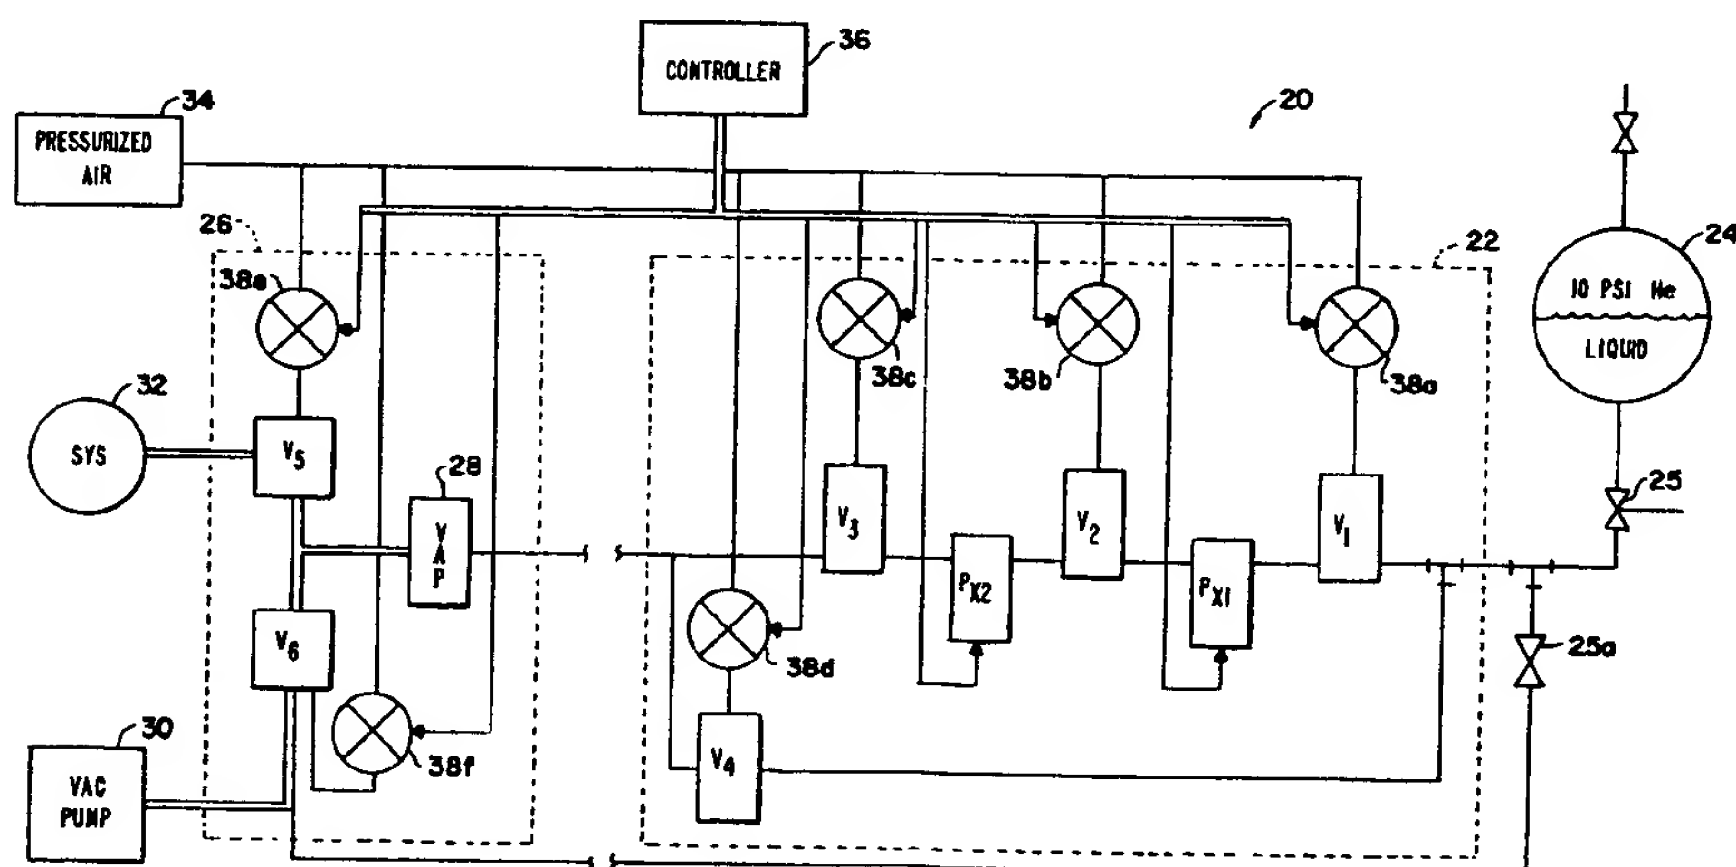 36
CONTROLLER
34
PRESSURIZED
AIR
20
26
22
24
38e
10 PSI He
LIQUID
38c
38b
38a
32
SYS
V5
28
VAP
V3
V2
V1
25
PX2
PX1
V6
38d
25a
38f
V4
30
VAC
PUMP